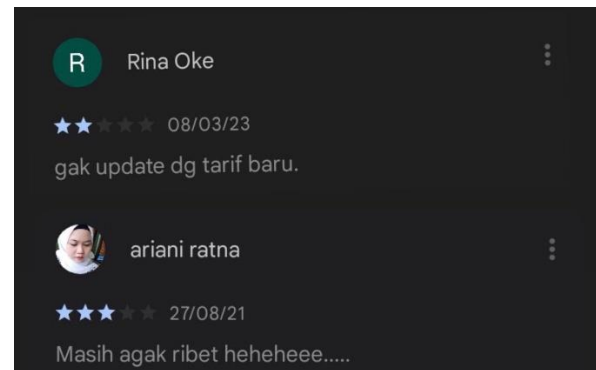 R
Rina Oke
08/03/23
gak update dg tarif baru.
ariani ratna
27/08/21
Masih agak ribet heheheee.....